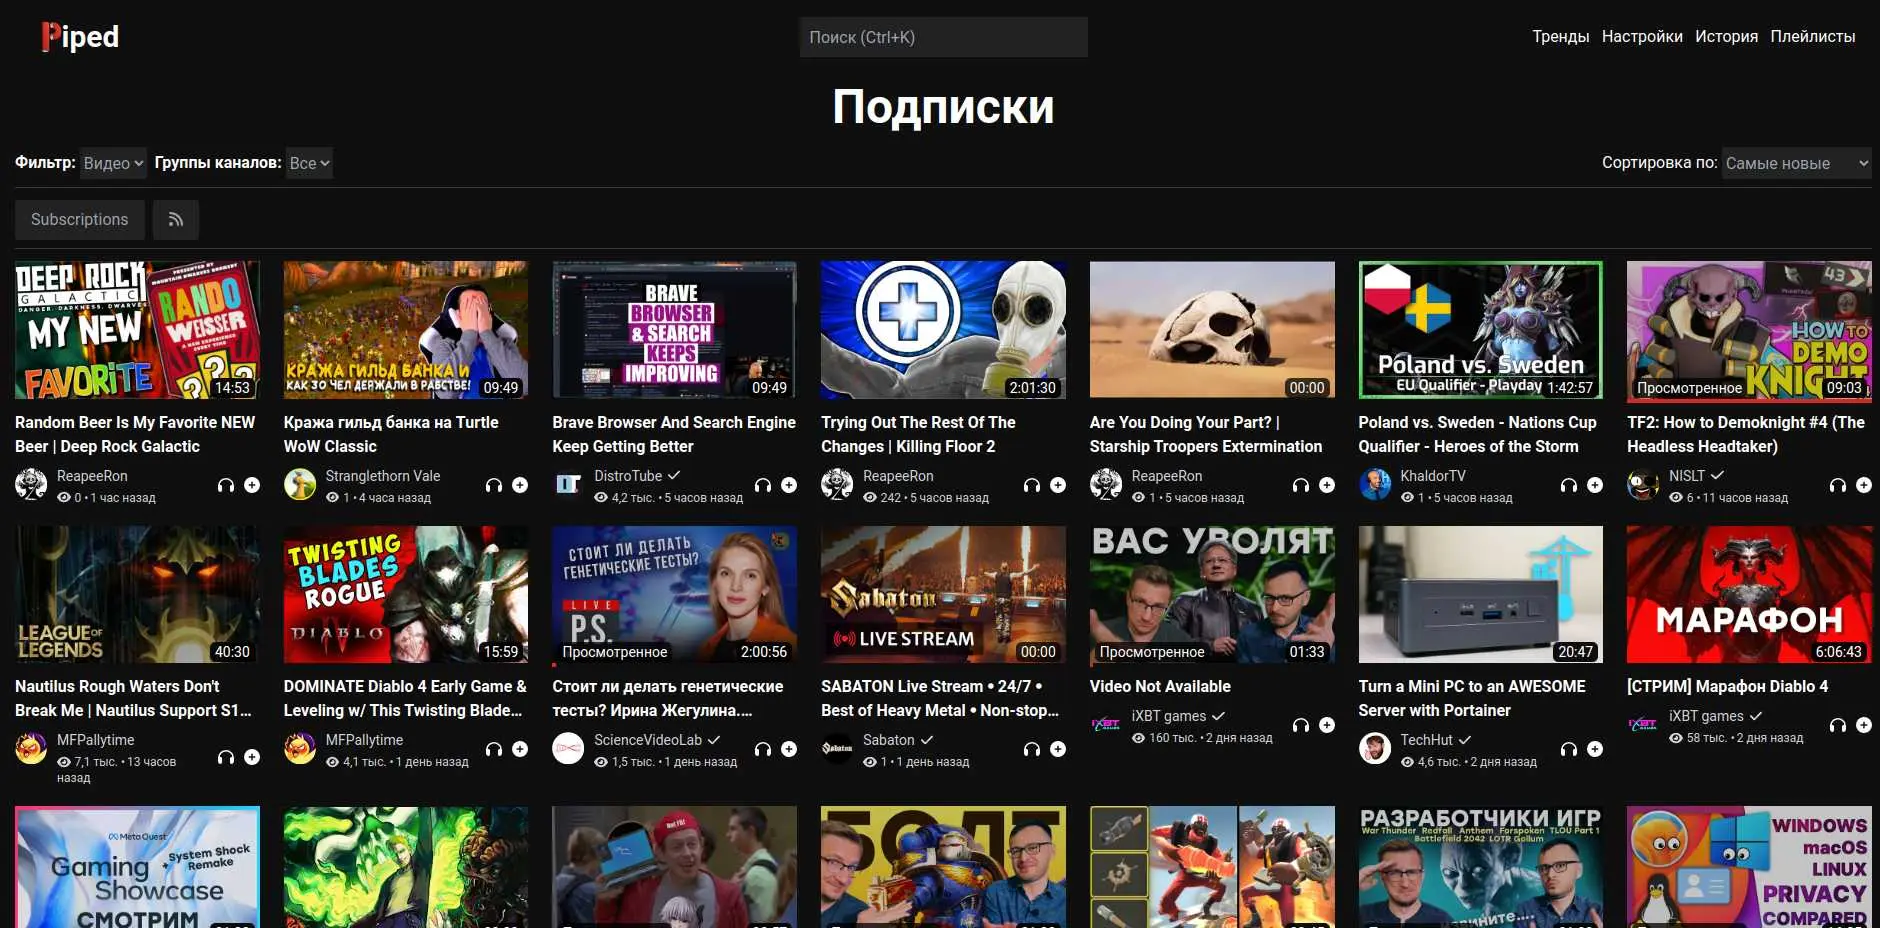 Piped
Поиск (Ctrl+K)
Тренды Настройки История Плейлисты
Подписки
Фильтр: Видео Группы каналов: Все
Сортировка по: Самые новые
Subscriptions
DEEP ROCK
GALACTIC
DANGER. DARKNESS. DWARVES
MY NEW
FAVORITE
RANDO
WEISSER
14:53
Random Beer Is My Favorite NEW
Beer | Deep Rock Galactic
ReapeeRon
0 • 1 час назад
КРАЖА ГИЛЬД БАНКА И
КАК 30 ЧЕЛ ДЕРЖАЛИ В РАБСТВЕ!
09:49
Кража гильд банка на Turtle
WoW Classic
Stranglethorn Vale
1 • 4 часа назад
BRAVE
BROWSER
& SEARCH
KEEPS
IMPROVING
09:49
Brave Browser And Search Engine
Keep Getting Better
DistroTube
4,2 тыс. • 5 часов назад
2:01:30
Trying Out The Rest Of The
Changes | Killing Floor 2
ReapeeRon
242 • 5 часов назад
00:00
Are You Doing Your Part? |
Starship Troopers Extermination
ReapeeRon
1 • 5 часов назад
Poland vs. Sweden
EU Qualifier - Playday
1:42:57
Poland vs. Sweden - Nations Cup
Qualifier - Heroes of the Storm
KhaldorTV
1 • 5 часов назад
43
HOW TO
DEMO
KNIGHT
Просмотренное
09:03
TF2: How to Demoknight #4 (The
Headless Headtaker)
NISLT
6 • 11 часов назад
LEAGUE OF
LEGENDS
40:30
Nautilus Rough Waters Don't
Break Me | Nautilus Support S1…
MFPallytime
7,1 тыс. • 13 часов
назад
TWISTING
BLADES
ROGUE
DIABLO
15:59
DOMINATE Diablo 4 Early Game &
Leveling w/ This Twisting Blade…
MFPallytime
4,1 тыс. • 1 день назад
СТОИТ ЛИ ДЕЛАТЬ
ГЕНЕТИЧЕСКИЕ ТЕСТЫ?
LIVE
P.S.
Просмотренное
2:00:56
Стоит ли делать генетические
тесты? Ирина Жегулина.…
ScienceVideoLab
1,5 тыс. • 1 день назад
Sabaton
LIVE STREAM
00:00
SABATON Live Stream • 24/7 •
Best of Heavy Metal • Non-stop…
Sabaton
Sabaton
1 • 1 день назад
ВАС УВОЛЯТ
Просмотренное
01:33
Video Not Available
iXBT
GAMES
iXBT games
160 тыс. • 2 дня назад
20:47
Turn a Mini PC to an AWESOME
Server with Portainer
TechHut
4,6 тыс. • 2 дня назад
МАРАФОН
6:06:43
[СТРИМ] Марафон Diablo 4
iXBT
GAMES
iXBT games
58 тыс. • 2 дня назад
Meta Quest
Gaming
Showcase
+ System Shock
Remake
СМОТРИМ
Not FBI
БОЛТ
РАЗРАБОТЧИКИ ИГР
War Thunder Redfall Anthem Forspoken TLOU Part 1
Battlefield 2042 LOTR Gollum
WINDOWS
macOS
LINUX
PRIVACY
COMPARED